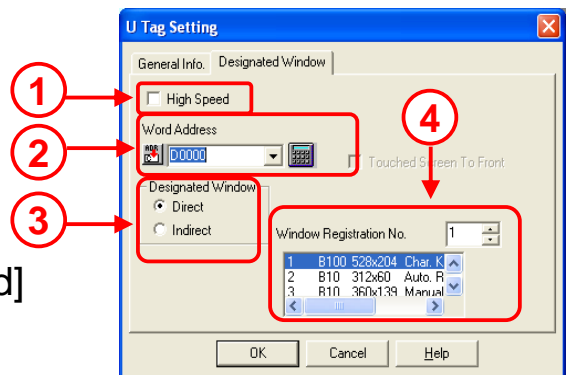 U Tag Setting
General Info. Designated Window
1
High Speed
4
Word Address
2
D0000
Touched Screen To Front
Designated Window
3
Direct
Indirect
Window Registration No. 1
d]
1 B100 528x204 Char. K
2 B10 312x60 Auto. R
3 B10 360x139 Manual
OK Cancel Help